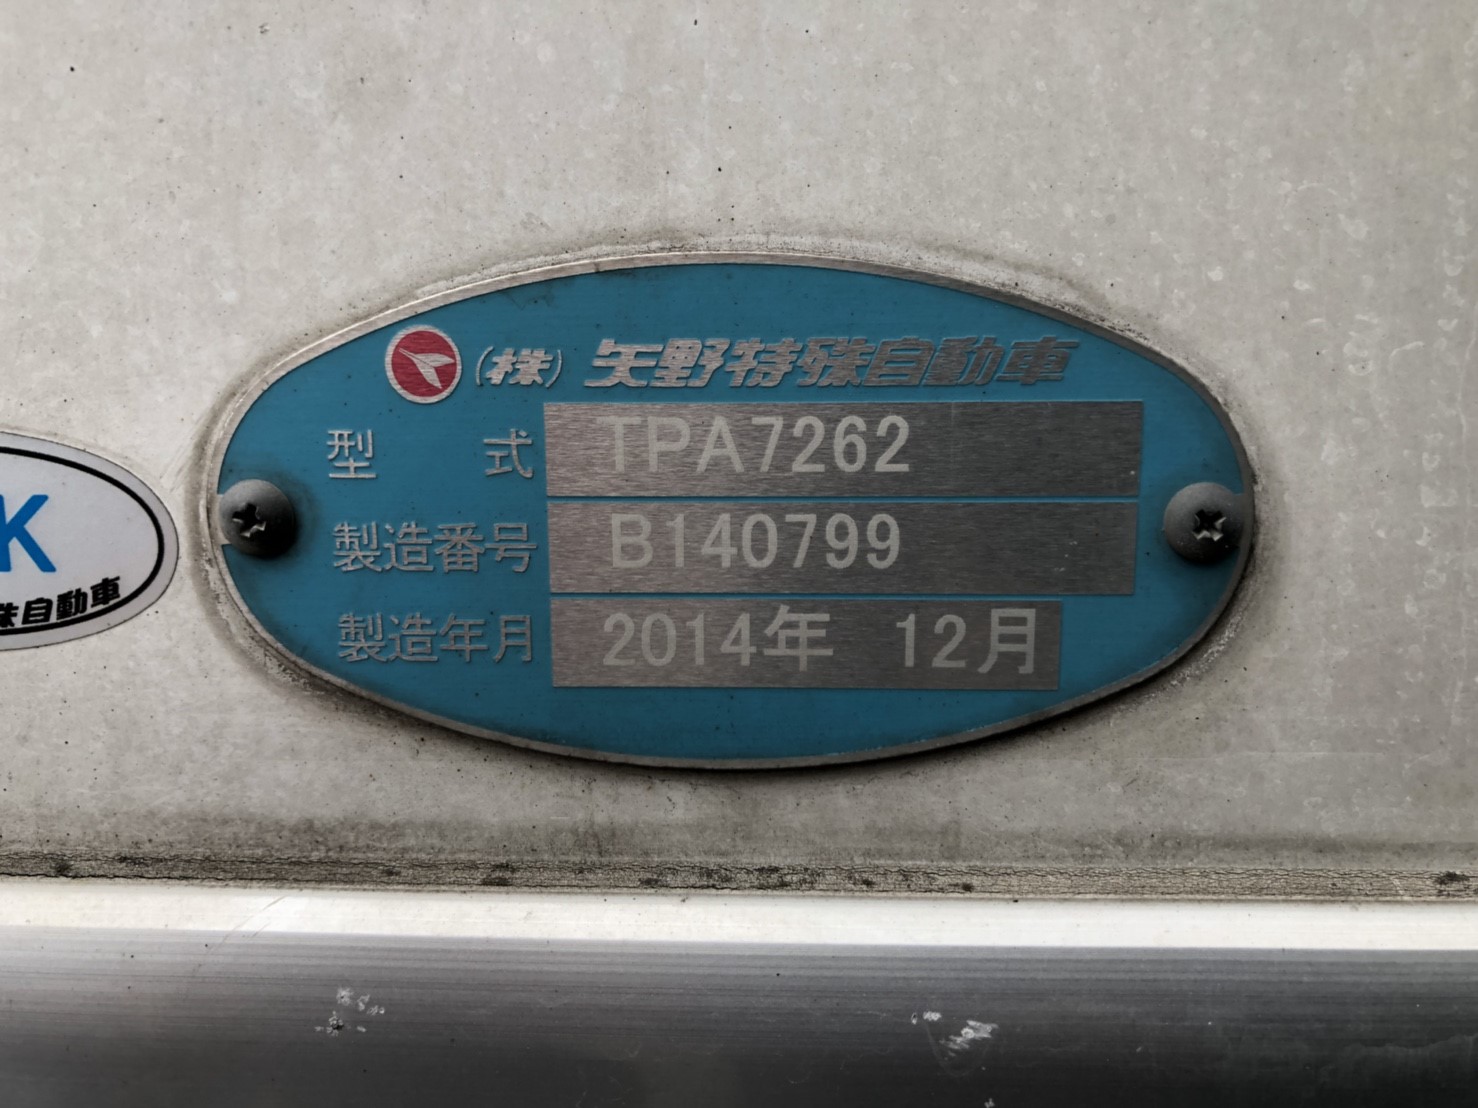 (株) 矢野特殊自動車
型式 TPA7262
製造番号 B140799
製造年月 2014年 12月
K
殊自動車